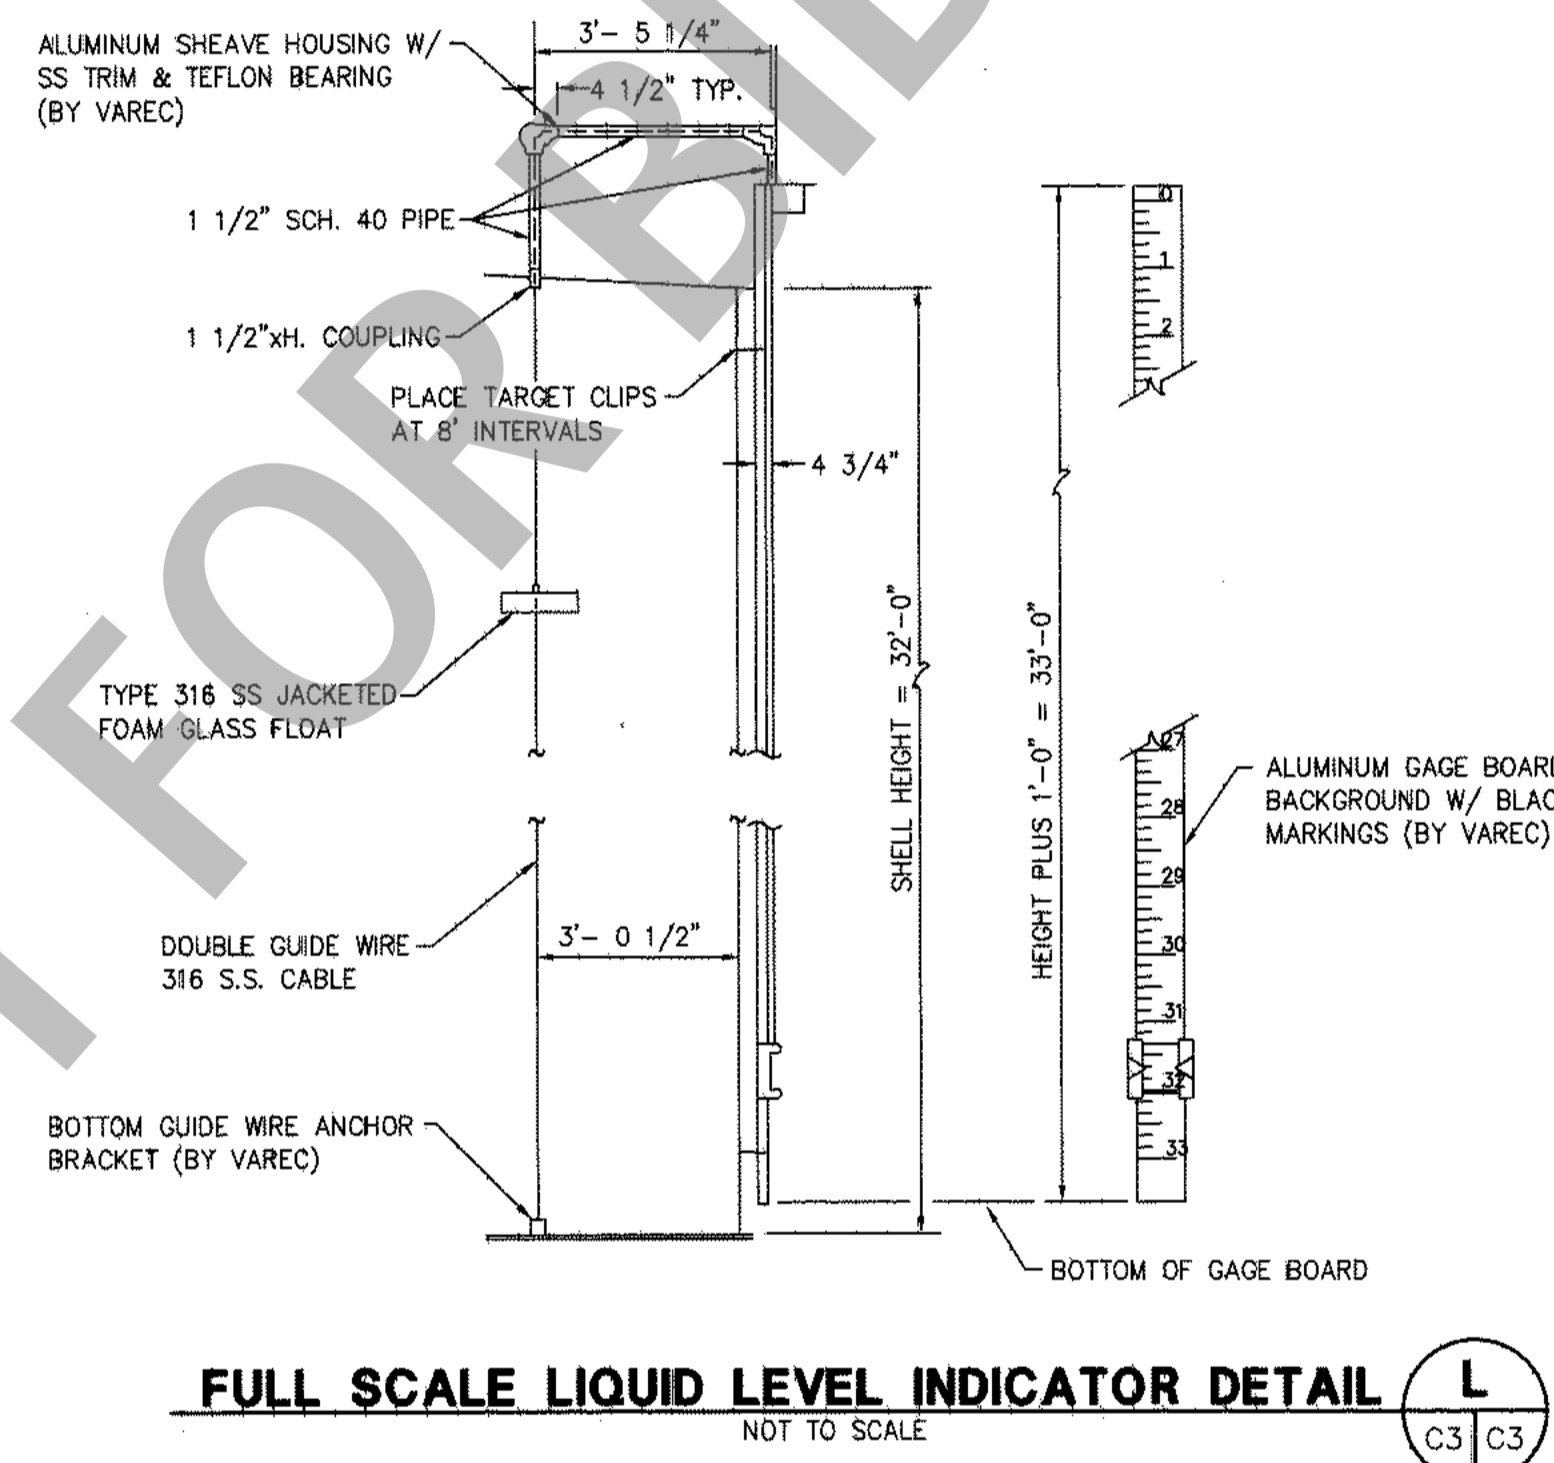 3'- 5 1/4"
ALUMINUM SHEAVE HOUSING W/
SS TRIM & TEFLON BEARING
(BY VAREC)
4 1/2" TYP.
1 1/2" SCH. 40 PIPE
1 1/2"xH. COUPLING
PLACE TARGET CLIPS
AT 8' INTERVALS
4 3/4"
TYPE 316 SS JACKETED
FOAM GLASS FLOAT
SHELL HEIGHT = 32'-0"
HEIGHT PLUS 1'-0" = 33'-0"
0
1
2
27
28
29
30
31
32
33
ALUMINUM GAGE BOARD
BACKGROUND W/ BLAC
MARKINGS (BY VAREC)
DOUBLE GUIDE WIRE
316 S.S. CABLE
3'- 0 1/2"
BOTTOM GUIDE WIRE ANCHOR
BRACKET (BY VAREC)
BOTTOM OF GAGE BOARD
FULL SCALE LIQUID LEVEL INDICATOR DETAIL
NOT TO SCALE
L
C3 C3
FOR BID